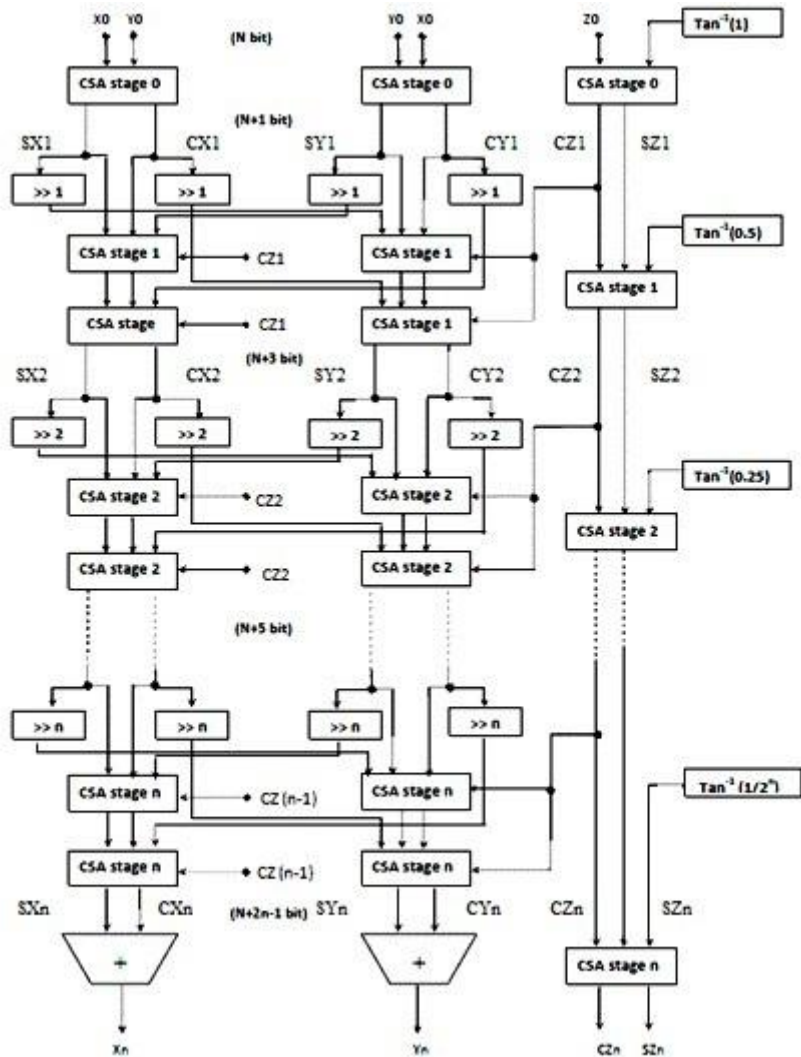 X0 Y0 (N bit) Y0 X0 Z0 Tan⁻¹(1)
CSA stage 0 CSA stage 0 CSA stage 0
(N+1 bit)
SX1 CX1 SY1 CY1 CZ1 SZ1
>> 1 >> 1 >> 1 >> 1
Tan⁻¹(0.5)
CSA stage 1 CZ1 CSA stage 1 CSA stage 1
CSA stage CZ1 CSA stage 1
(N+3 bit)
SX2 CX2 SY2 CY2 CZ2 SZ2
>> 2 >> 2 >> 2 >> 2
Tan⁻¹(0.25)
CSA stage 2 CZ2 CSA stage 2 CSA stage 2
CSA stage 2 CZ2 CSA stage 2
(N+5 bit)
>> n >> n >> n >> n
CSA stage n CZ(n-1) CSA stage n Tan⁻¹(1/2ⁿ)
CSA stage n CZ(n-1) CSA stage n
SXn CXn (N+2n-1 bit) SYn CYn CZn SZn
+ + CSA stage n
Xn Yn CZn SZn